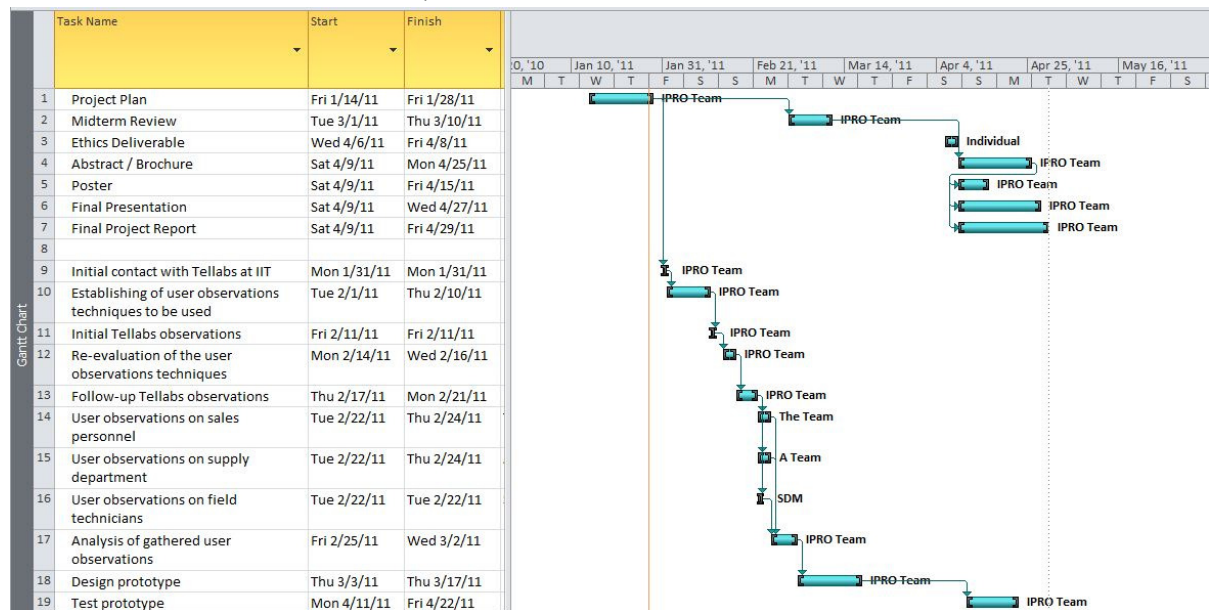 Task Name Start Finish
0, '10 Jan 10, '11 Jan 31, '11 Feb 21, '11 Mar 14, '11 Apr 4, '11 Apr 25, '11 May 16, '11
M T W T F S S M T W T F S S M T W T F S
Gantt Chart
1 Project Plan Fri 1/14/11 Fri 1/28/11 IPRO Team
2 Midterm Review Tue 3/1/11 Thu 3/10/11 IPRO Team
3 Ethics Deliverable Wed 4/6/11 Fri 4/8/11 Individual
4 Abstract / Brochure Sat 4/9/11 Mon 4/25/11 IPRO Team
5 Poster Sat 4/9/11 Fri 4/15/11 IPRO Team
6 Final Presentation Sat 4/9/11 Wed 4/27/11 IPRO Team
7 Final Project Report Sat 4/9/11 Fri 4/29/11 IPRO Team
8
9 Initial contact with Tellabs at IIT Mon 1/31/11 Mon 1/31/11 IPRO Team
10 Establishing of user observations Tue 2/1/11 Thu 2/10/11 IPRO Team
techniques to be used
11 Initial Tellabs observations Fri 2/11/11 Fri 2/11/11 IPRO Team
12 Re-evaluation of the user Mon 2/14/11 Wed 2/16/11 IPRO Team
observations techniques
13 Follow-up Tellabs observations Thu 2/17/11 Mon 2/21/11 IPRO Team
14 User observations on sales Tue 2/22/11 Thu 2/24/11 The Team
personnel
15 User observations on supply Tue 2/22/11 Thu 2/24/11 A Team
department
16 User observations on field Tue 2/22/11 Tue 2/22/11 SDM
technicians
17 Analysis of gathered user Fri 2/25/11 Wed 3/2/11 IPRO Team
observations
18 Design prototype Thu 3/3/11 Thu 3/17/11 IPRO Team
19 Test prototype Mon 4/11/11 Fri 4/22/11 IPRO Team